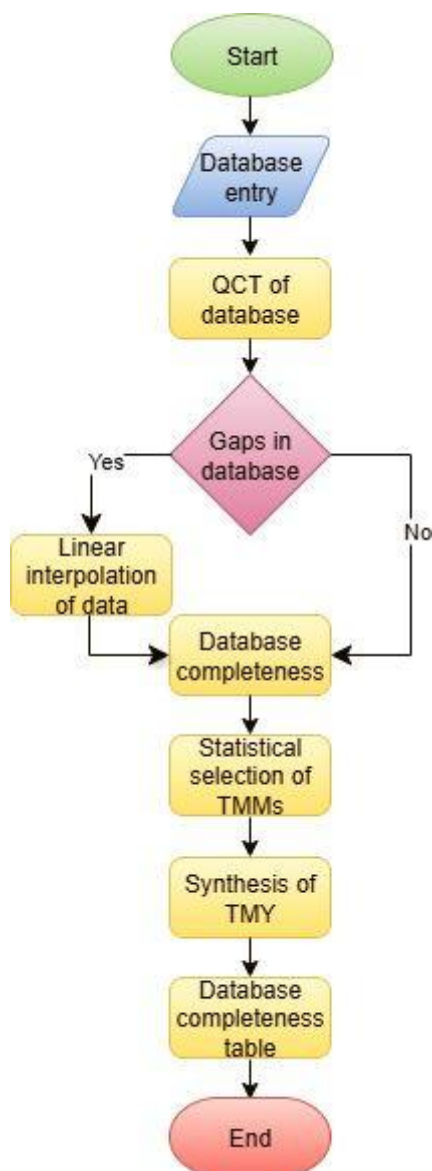 Start
Database
entry
QCT of
database
Gaps in
database
Yes
No
Linear
interpolation
of data
Database
completeness
Statistical
selection of
TMMs
Synthesis of
TMY
Database
completeness
table
End